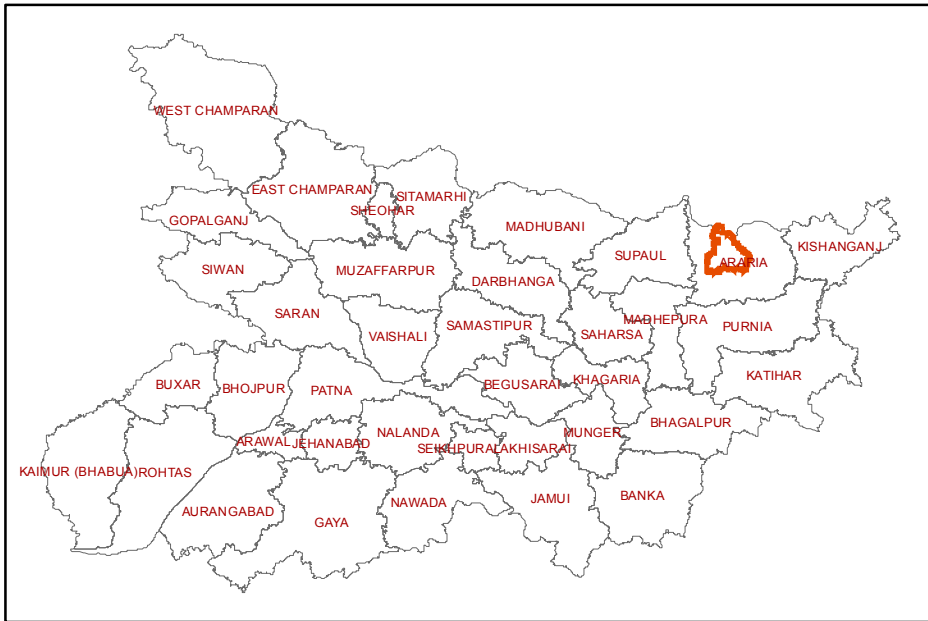 WEST CHAMPARAN
EAST CHAMPARAN
SITAMARHI
SHEOHAR
GOPALGANJ
MADHUBANI
SUPAUL
ARARIA
KISHANGANJ
SIWAN
MUZAFFARPUR
DARBHANGA
SARAN
VAISHALI
SAMASTIPUR
SAHARSA
MADHEPURA
PURNIA
BUXAR
BHOJPUR
PATNA
BEGUSARAI
KHAGARIA
KATIHAR
ARAWAL
JEHANABAD
NALANDA
SEIKHPURA
LAKHISARAI
MUNGER
BHAGALPUR
KAIMUR (BHABUA)
ROHTAS
AURANGABAD
GAYA
NAWADA
JAMUI
BANKA